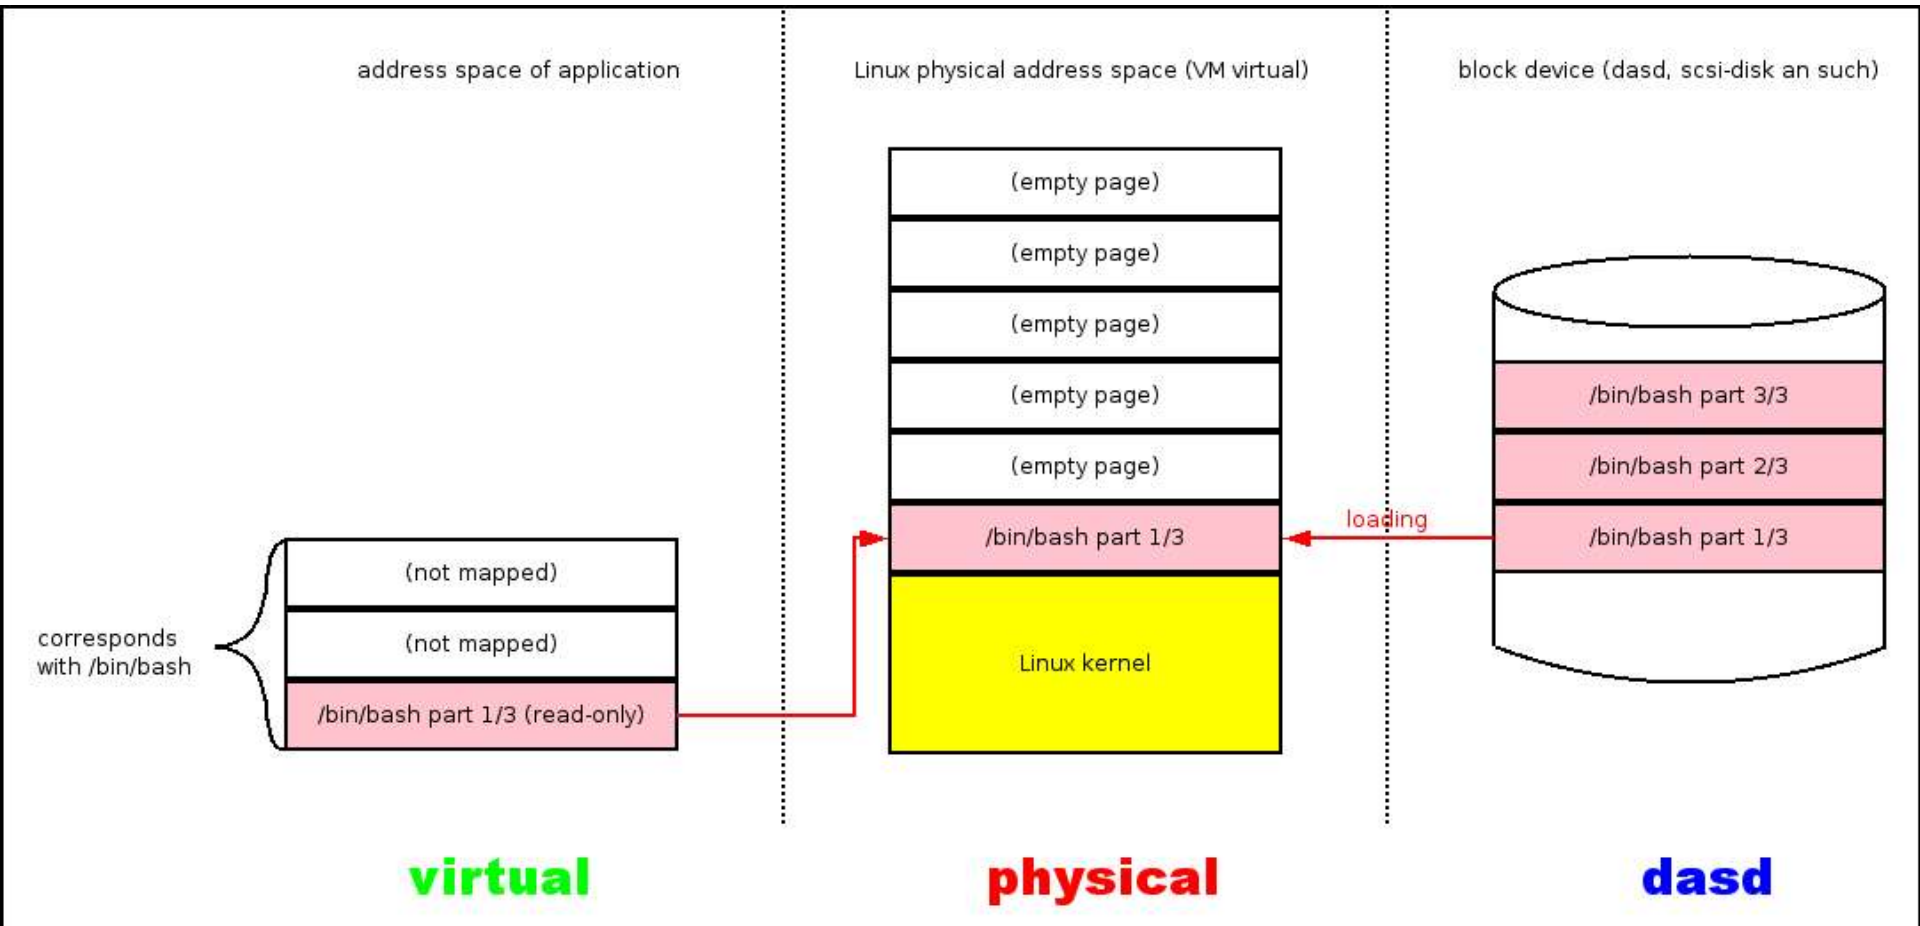 address space of application
Linux physical address space (VM virtual)
block device (dasd, scsi-disk an such)
(empty page)
(empty page)
(empty page)
(empty page)
(empty page)
/bin/bash part 1/3
Linux kernel
/bin/bash part 3/3
/bin/bash part 2/3
/bin/bash part 1/3
loading
(not mapped)
(not mapped)
/bin/bash part 1/3 (read-only)
corresponds
with /bin/bash
virtual
physical
dasd